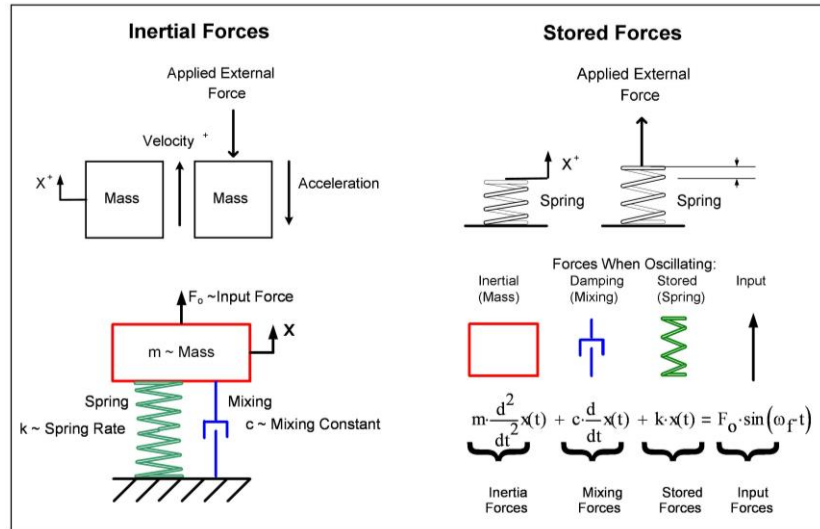 Inertial Forces
Applied External
Force
Velocity +
X+
Mass
Mass
Acceleration
Fo ~Input Force
X
m ~ Mass
Spring
Mixing
k ~ Spring Rate
c ~ Mixing Constant
Stored Forces
Applied External
Force
X+
Spring
Spring
Forces When Oscillating:
Inertial
(Mass)
Damping
(Mixing)
Stored
(Spring)
Input
m·d²/dt² x(t) + c·d/dt x(t) + k·x(t) = Fo·sin(ωf·t)
Inertia
Forces
Mixing
Forces
Stored
Forces
Input
Forces